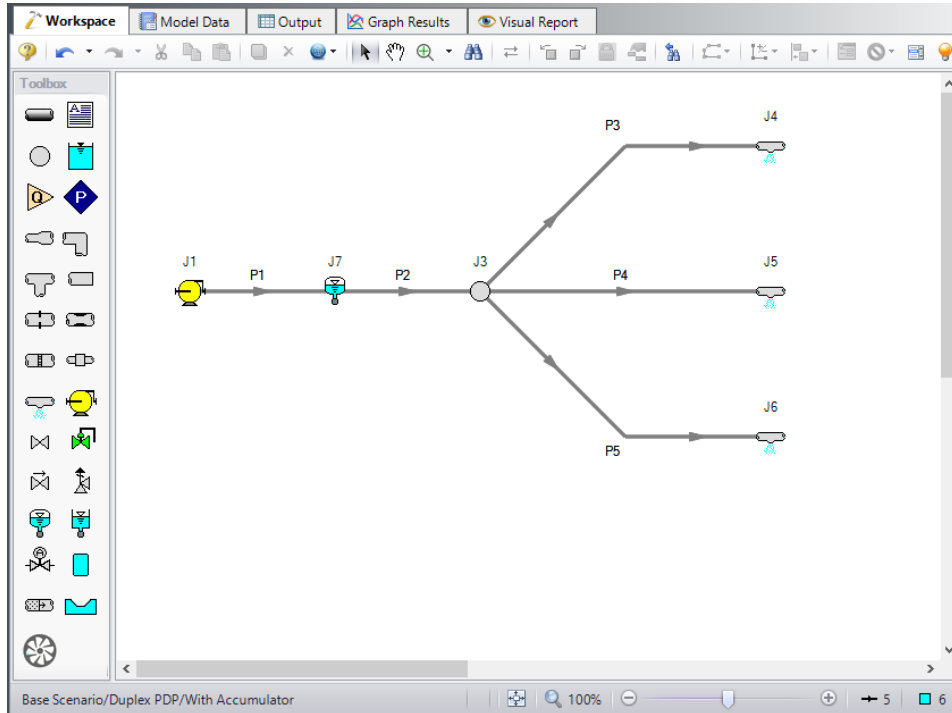 Workspace
Model Data
Output
Graph Results
Visual Report
Toolbox
A
Q
P
A
P3
J4
J1
P1
J7
P2
J3
P4
J5
J6
P5
Base Scenario/Duplex PDP/With Accumulator
100%
5
6